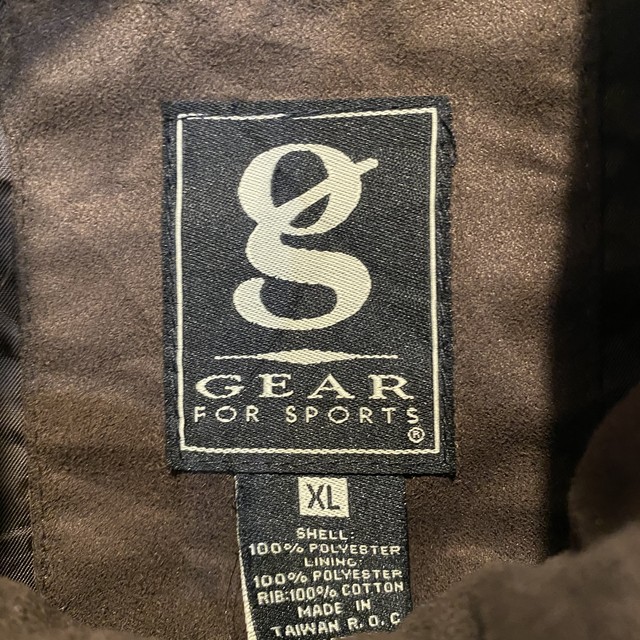 g
GEAR
FOR SPORTS
®
XL
SHELL:
100% POLYESTER
LINING:
100% POLYESTER
RIB:100% COTTON
MADE IN
TAIWAN R.O.C